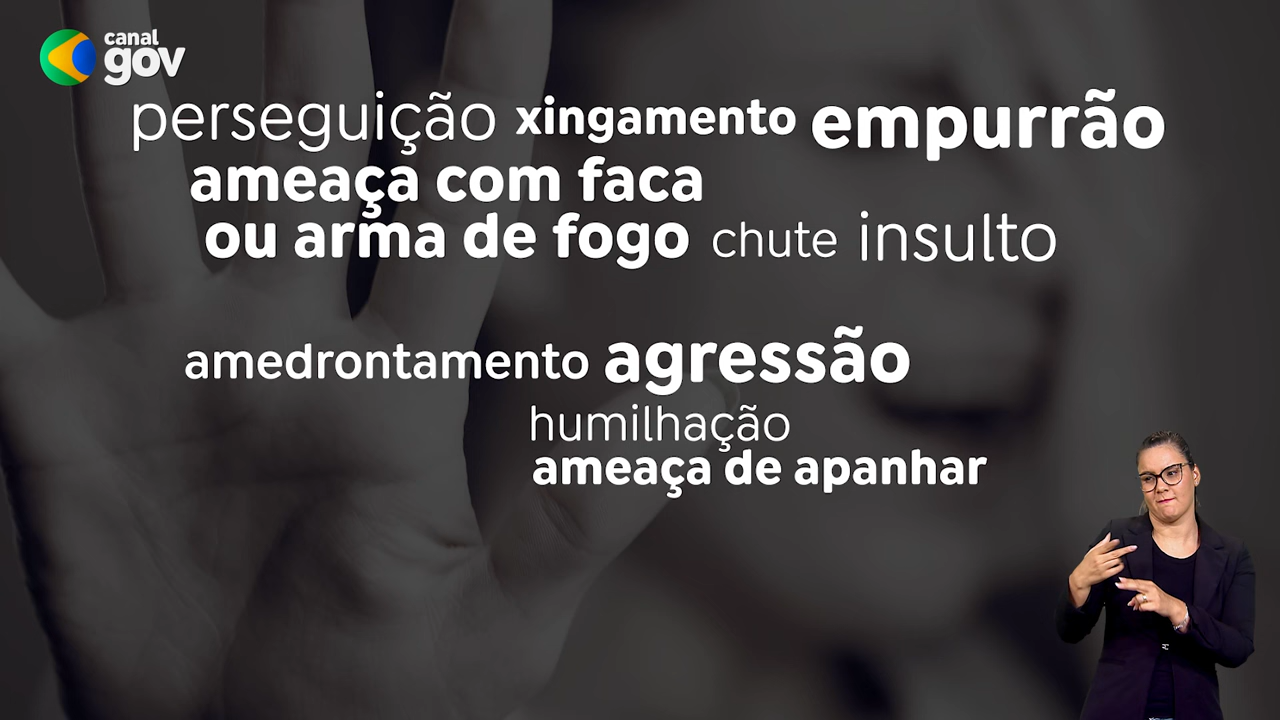 canal
gov
perseguição xingamento empurrão
ameaça com faca
ou arma de fogo chute insulto
amedrontamento agressão
humilhação
ameaça de apanhar